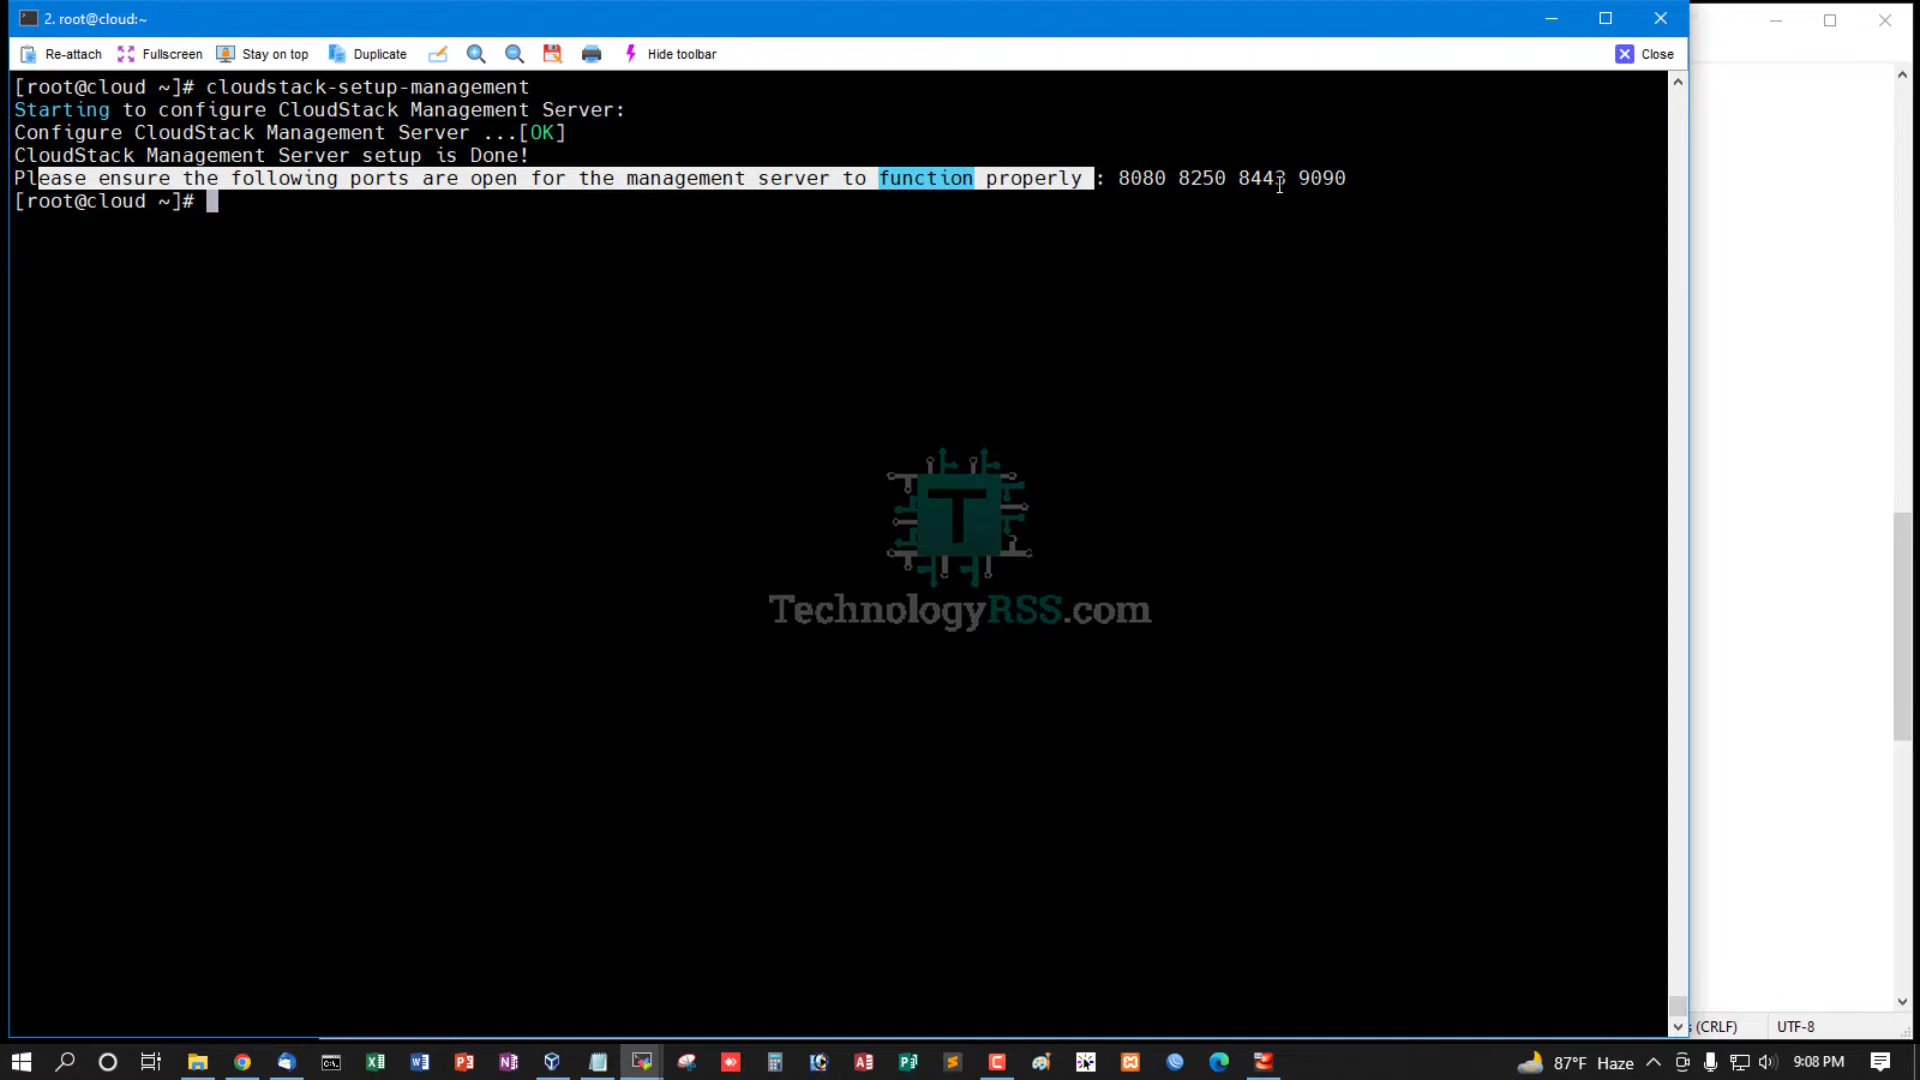 2. root@cloud:~
Re-attach Fullscreen Stay on top Duplicate Hide toolbar Close
[root@cloud ~]# cloudstack-setup-management
Starting to configure CloudStack Management Server:
Configure CloudStack Management Server ...[OK]
CloudStack Management Server setup is Done!
Please ensure the following ports are open for the management server to function properly : 8080 8250 8443 9090
[root@cloud ~]#
T
TechnologyRSS.com
(CRLF) UTF-8
87°F Haze 9:08 PM